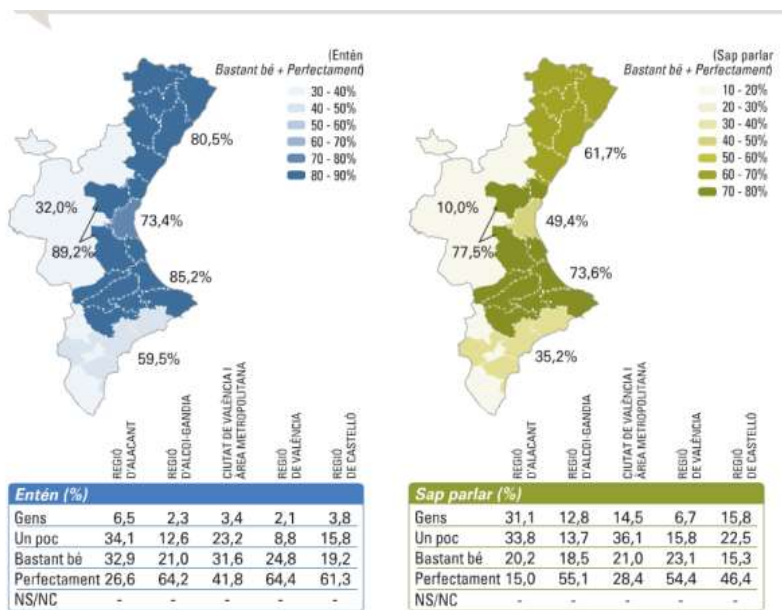 (Entén
Bastant bé + Perfectament)
30 - 40%
40 - 50%
50 - 60%
60 - 70%
70 - 80%
80 - 90%
80,5%
32,0%
73,4%
89,2%
85,2%
59,5%
REGIÓ D'ALACANT
REGIÓ D'ALCOI-GANDIA
CIUTAT DE VALÈNCIA I ÀREA METROPOLITANA
REGIÓ DE VALÈNCIA
REGIÓ DE CASTELLÓ
Entén (%)
Gens 6,5 2,3 3,4 2,1 3,8
Un poc 34,1 12,6 23,2 8,8 15,8
Bastant bé 32,9 21,0 31,6 24,8 19,2
Perfectament 26,6 64,2 41,8 64,4 61,3
NS/NC - - - - -
(Sap parlar
Bastant bé + Perfectament)
10 - 20%
20 - 30%
30 - 40%
40 - 50%
50 - 60%
60 - 70%
70 - 80%
61,7%
10,0%
49,4%
77,5%
73,6%
35,2%
REGIÓ D'ALACANT
REGIÓ D'ALCOI-GANDIA
CIUTAT DE VALÈNCIA I ÀREA METROPOLITANA
REGIÓ DE VALÈNCIA
REGIÓ DE CASTELLÓ
Sap parlar (%)
Gens 31,1 12,8 14,5 6,7 15,8
Un poc 33,8 13,7 36,1 15,8 22,5
Bastant bé 20,2 18,5 21,0 23,1 15,3
Perfectament 15,0 55,1 28,4 54,4 46,4
NS/NC - - - - -